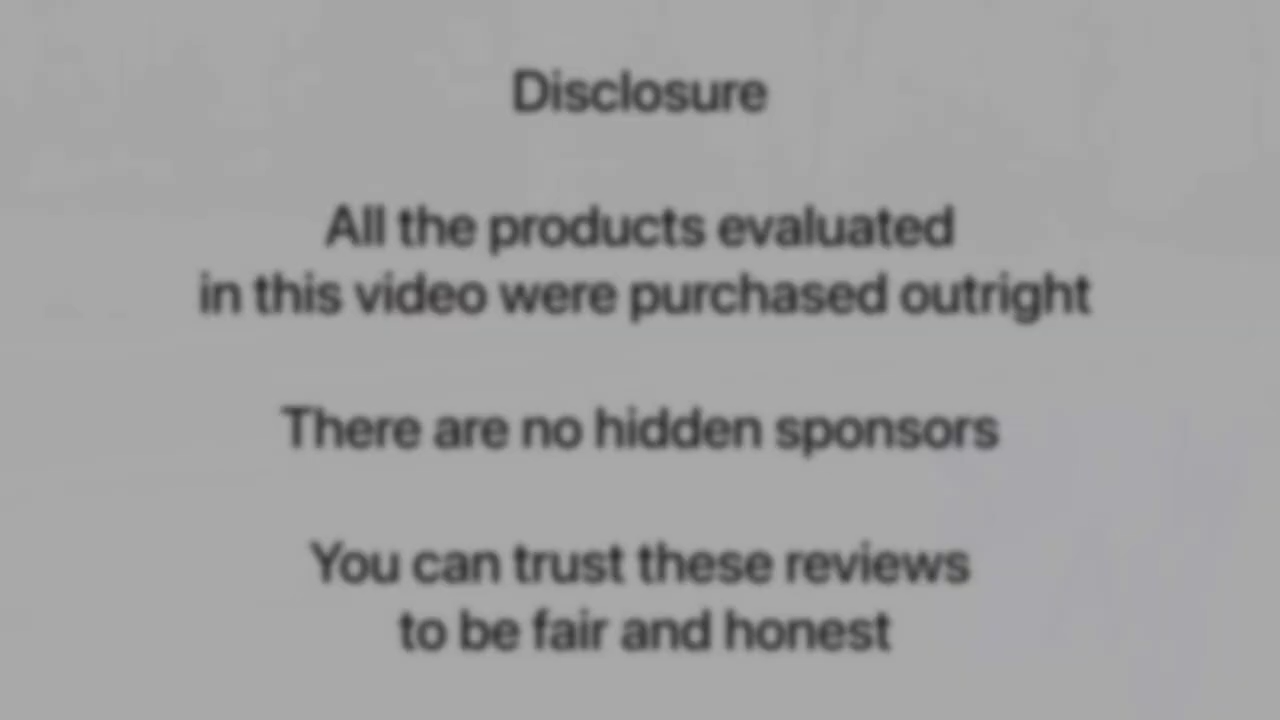 Disclosure
All the products evaluated
in this video were purchased outright
There are no hidden sponsors
You can trust these reviews
to be fair and honest